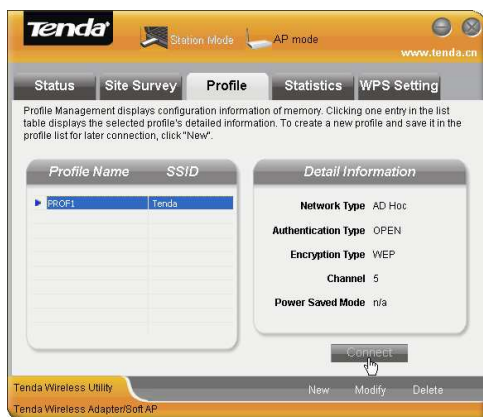 Tenda
Station Mode
AP mode
www.tenda.cn
Status Site Survey Profile Statistics WPS Setting
Profile Management displays configuration information of memory. Clicking one entry in the list
table displays the selected profile's detailed information. To create a new profile and save it in the
profile list for later connection, click "New".
Profile Name SSID
PROF1 Tenda
Detail Information
Network Type AD Hoc
Authentication Type OPEN
Encryption Type WEP
Channel 5
Power Saved Mode n/a
Connect
Tenda Wireless Utility
New Modify Delete
Tenda Wireless Adapter/Soft AP